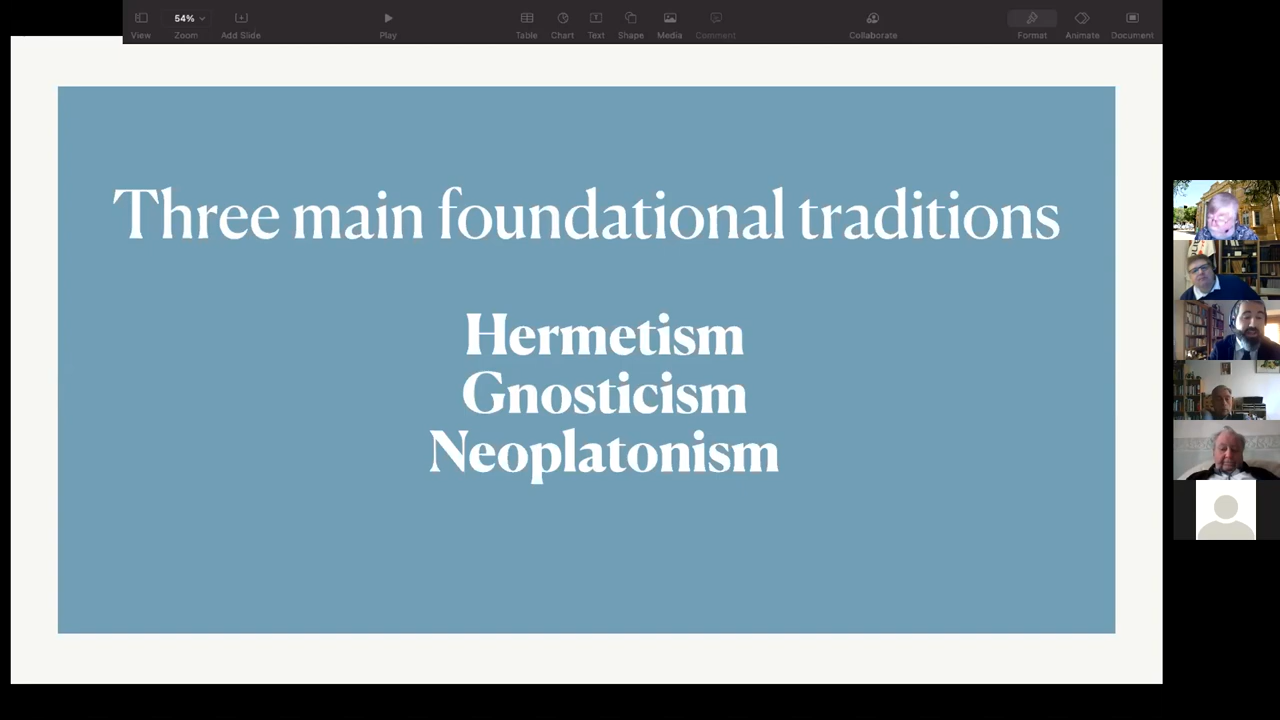 54%
View
Zoom
Add Slide
Play
Table
Chart
Text
Shape
Media
Comment
Collaborate
Format
Animate
Document
Three main foundational traditions
Hermetism
Gnosticism
Neoplatonism